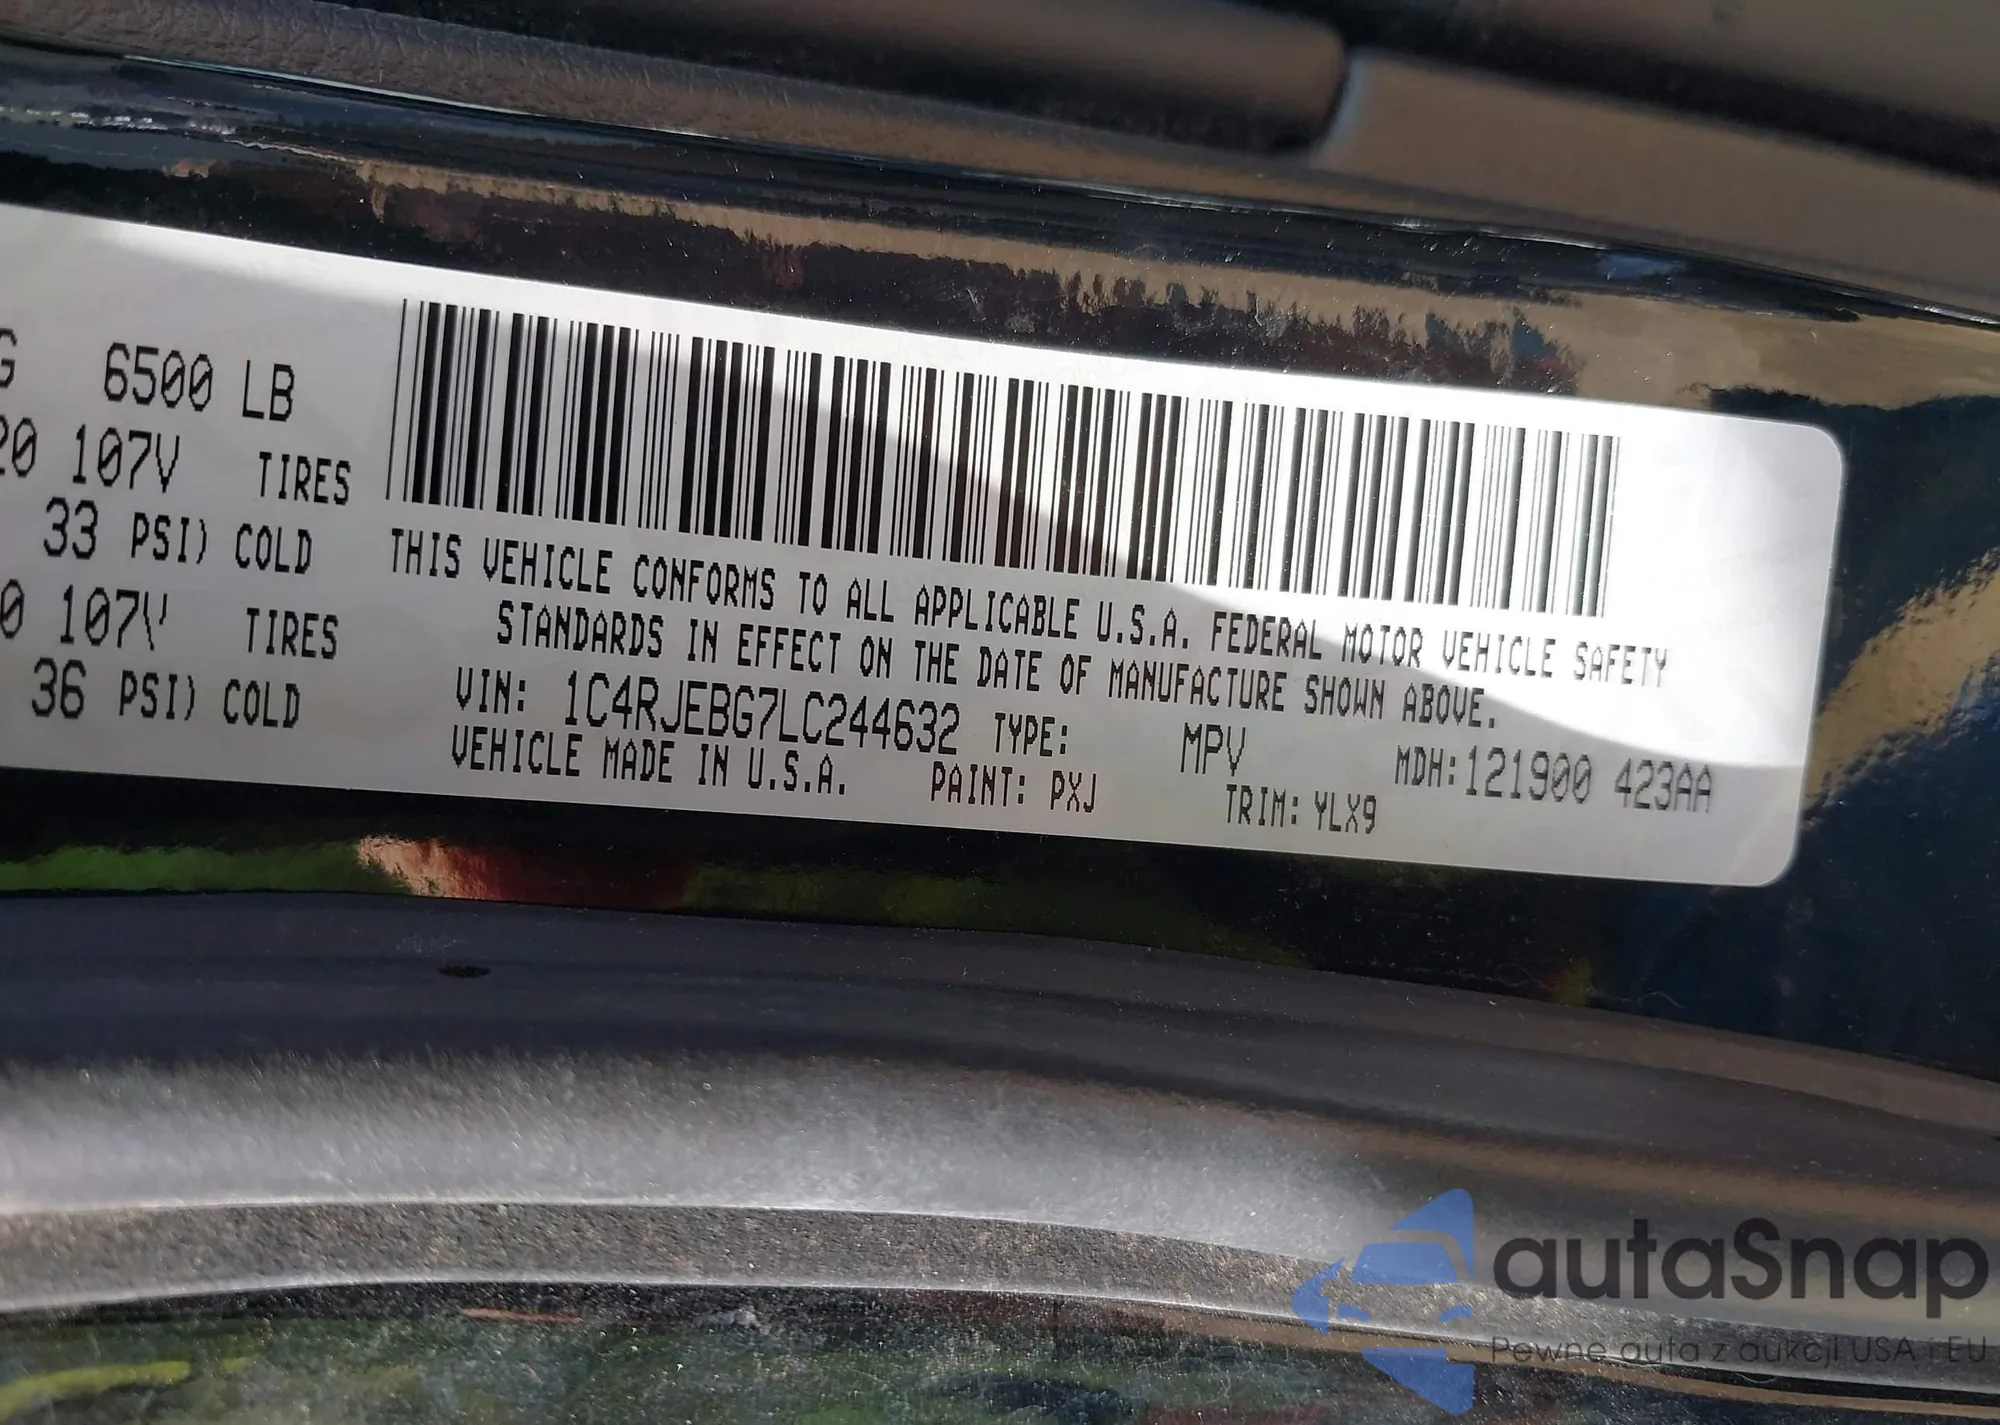 G 6500 LB
20 107V TIRES
33 PSI) COLD
0 107V TIRES
36 PSI) COLD
THIS VEHICLE CONFORMS TO ALL APPLICABLE U.S.A. FEDERAL MOTOR VEHICLE SAFETY
STANDARDS IN EFFECT ON THE DATE OF MANUFACTURE SHOWN ABOVE.
VIN: 1C4RJEBG7LC244632 TYPE: MPV MDH:121900 423AA
VEHICLE MADE IN U.S.A. PAINT: PXJ TRIM: YLX9
autaSnap
Pewne auta z aukcji USA i EU